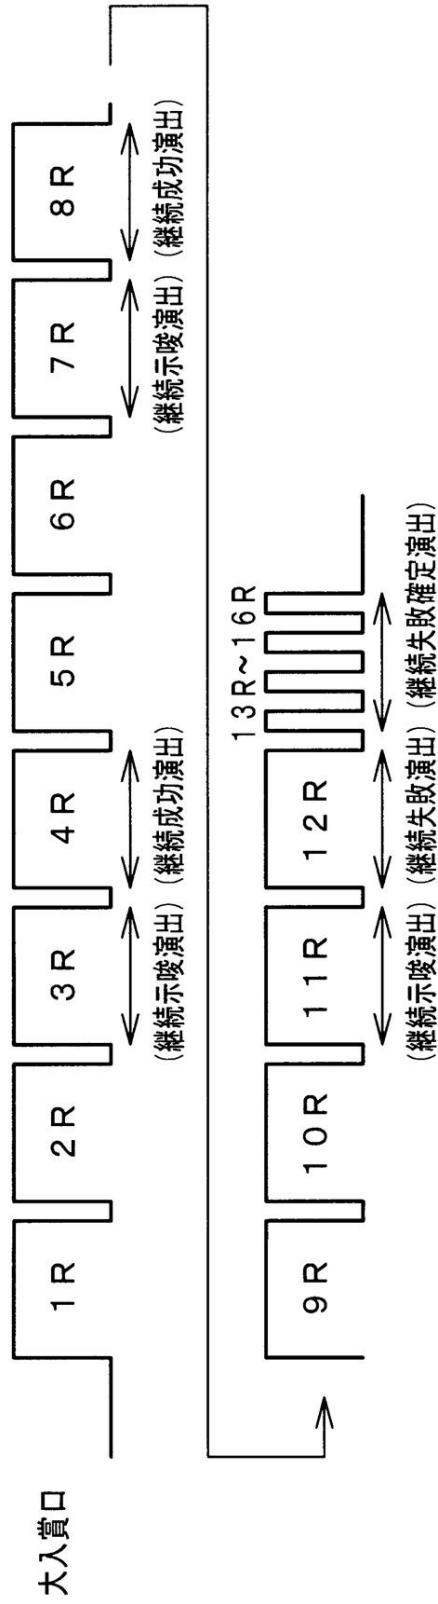 大入賞口
1R
2R
3R
4R
5R
6R
7R
8R
(継続示唆演出)
(継続成功演出)
(継続示唆演出)
(継続成功演出)
9R
10R
11R
12R
13R~16R
(継続示唆演出)
(継続失敗演出)
(継続失敗確定演出)